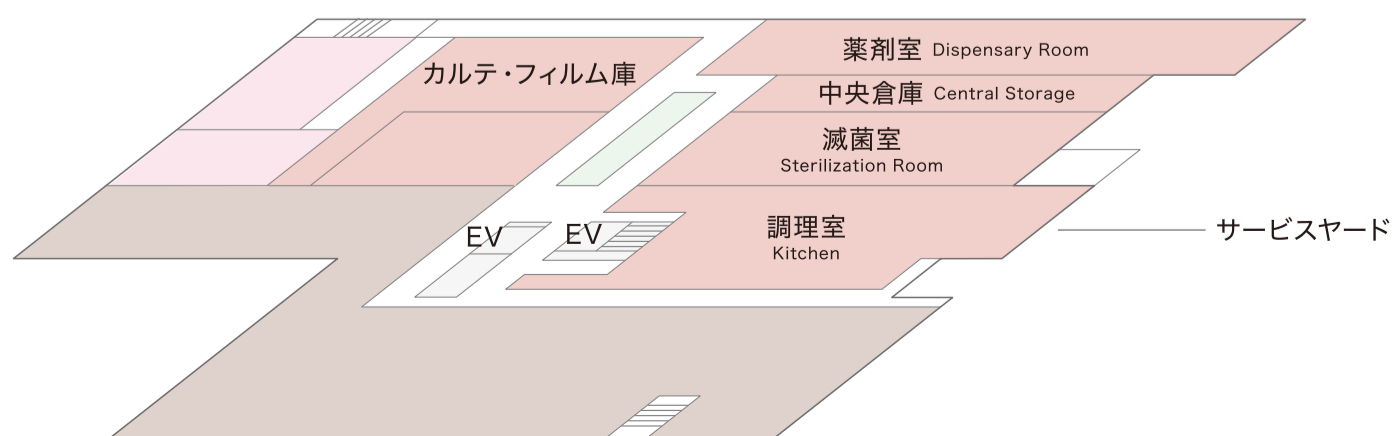 薬剤室 Dispensary Room
カルテ・フィルム庫
中央倉庫 Central Storage
滅菌室
Sterilization Room
調理室
Kitchen
EV
EV
サービスヤード